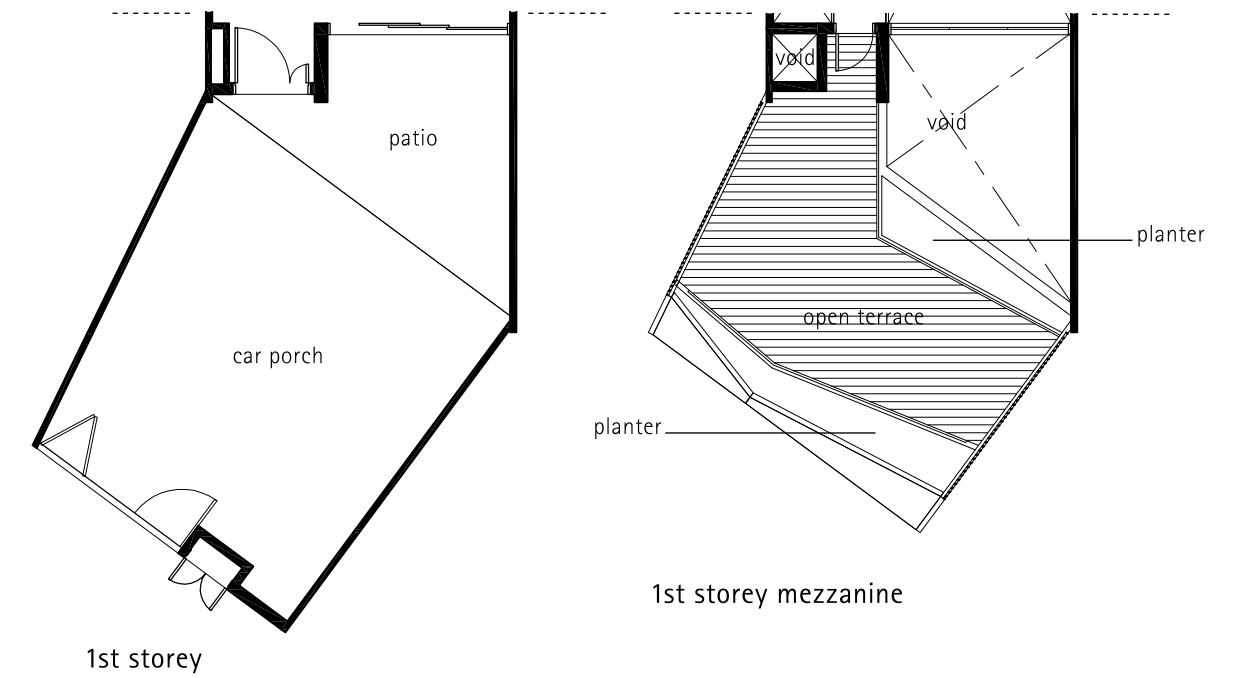 patio
car porch
1st storey
void
void
planter
open terrace
planter
1st storey mezzanine